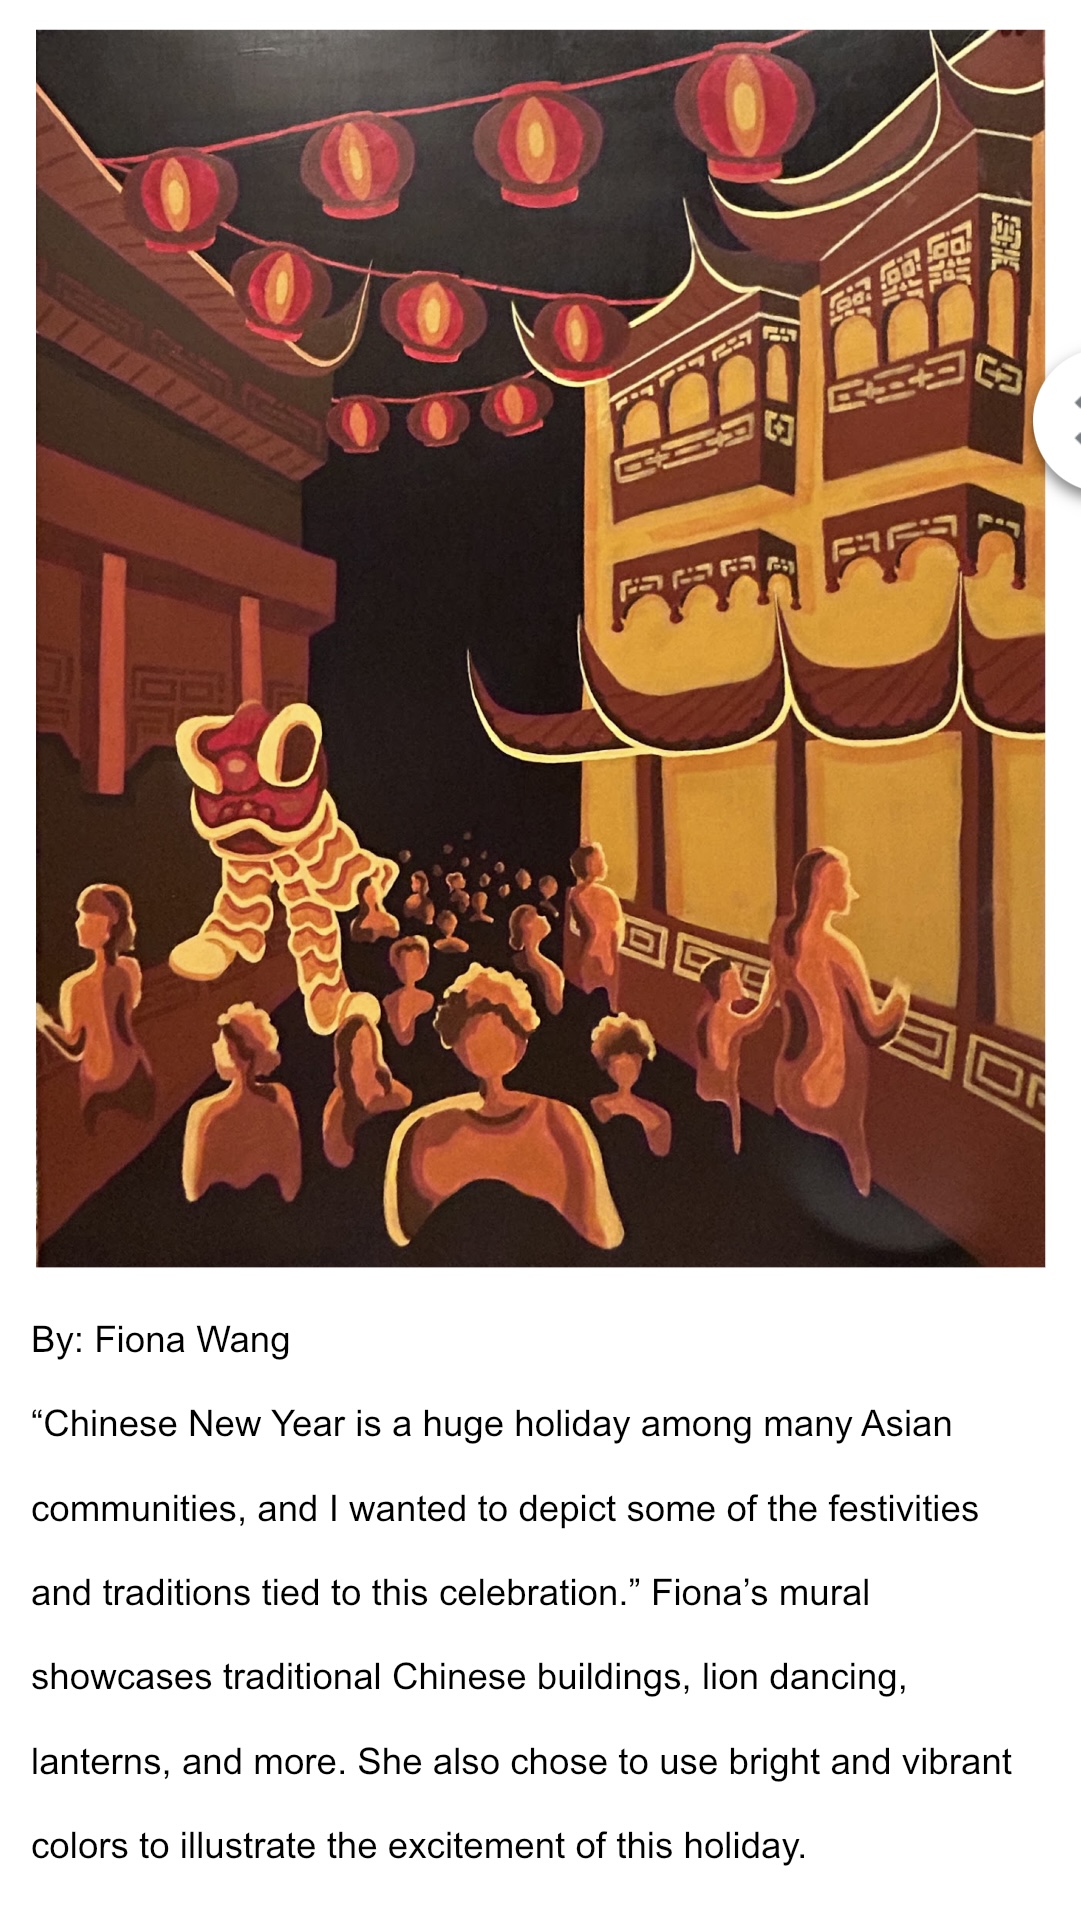 By: Fiona Wang
“Chinese New Year is a huge holiday among many Asian
communities, and I wanted to depict some of the festivities
and traditions tied to this celebration.” Fiona’s mural
showcases traditional Chinese buildings, lion dancing,
lanterns, and more. She also chose to use bright and vibrant
colors to illustrate the excitement of this holiday.